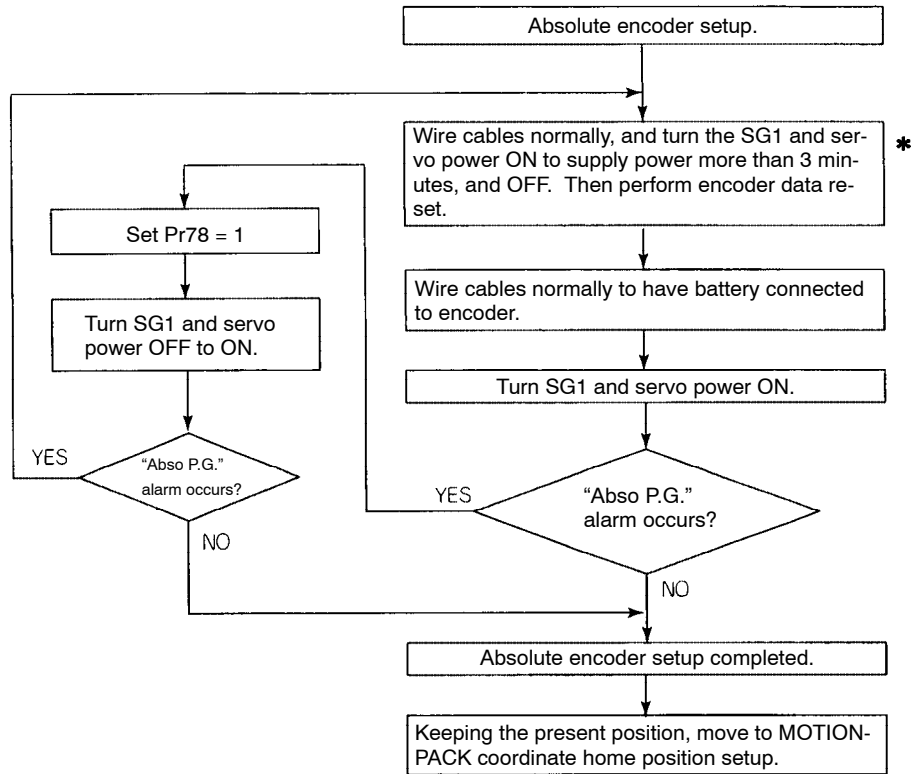 Absolute encoder setup.
Wire cables normally, and turn the SG1 and ser-
vo power ON to supply power more than 3 min-
utes, and OFF. Then perform encoder data re-
set.
*
Set Pr78 = 1
Wire cables normally to have battery connected
to encoder.
Turn SG1 and servo
power OFF to ON.
Turn SG1 and servo power ON.
YES
"Abso P.G."
alarm occurs?
NO
YES
"Abso P.G."
alarm occurs?
NO
Absolute encoder setup completed.
Keeping the present position, move to MOTION-
PACK coordinate home position setup.